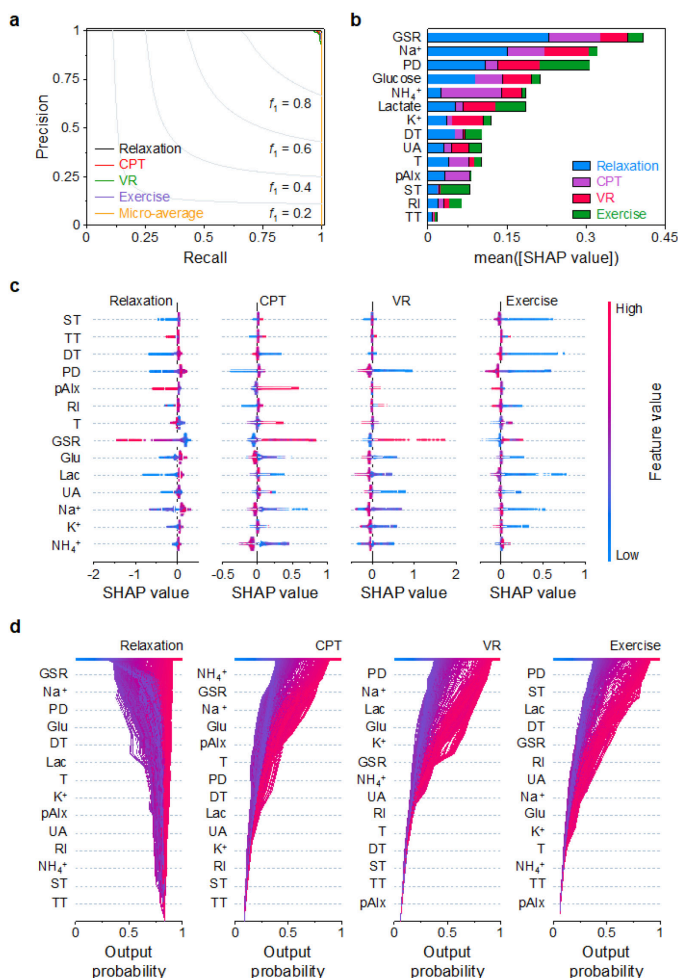 a
1
0.75
0.5
0.25
0
Precision
f₁ = 0.8
f₁ = 0.6
f₁ = 0.4
f₁ = 0.2
Relaxation
CPT
VR
Exercise
Micro-average
0 0.25 0.5 0.75 1
Recall
b
GSR
Na⁺
PD
Glucose
NH₄⁺
Lactate
K⁺
DT
UA
T
pAIx
ST
RI
TT
Relaxation
CPT
VR
Exercise
0 0.15 0.3 0.45
mean([SHAP value])
c
Relaxation CPT VR Exercise
ST
TT
DT
PD
pAIx
RI
T
GSR
Glu
Lac
UA
Na⁺
K⁺
NH₄⁺
-2 -1 0
-0.5 0 0.5 1
0 1 2
0 0.5 1
SHAP value SHAP value SHAP value SHAP value
High
Feature value
Low
d
Relaxation
GSR
Na⁺
PD
Glu
DT
Lac
T
K⁺
pAIx
UA
RI
NH₄⁺
ST
TT
0 0.5 1
Output
probability
CPT
NH₄⁺
GSR
Na⁺
Glu
pAIx
T
PD
DT
Lac
UA
K⁺
RI
ST
TT
0 0.5 1
Output
probability
VR
PD
Na⁺
Lac
Glu
K⁺
GSR
NH₄⁺
UA
RI
T
DT
ST
TT
pAIx
0 0.5 1
Output
probability
Exercise
PD
ST
Lac
DT
GSR
RI
UA
Na⁺
Glu
K⁺
T
NH₄⁺
TT
pAIx
0 0.5 1
Output
probability